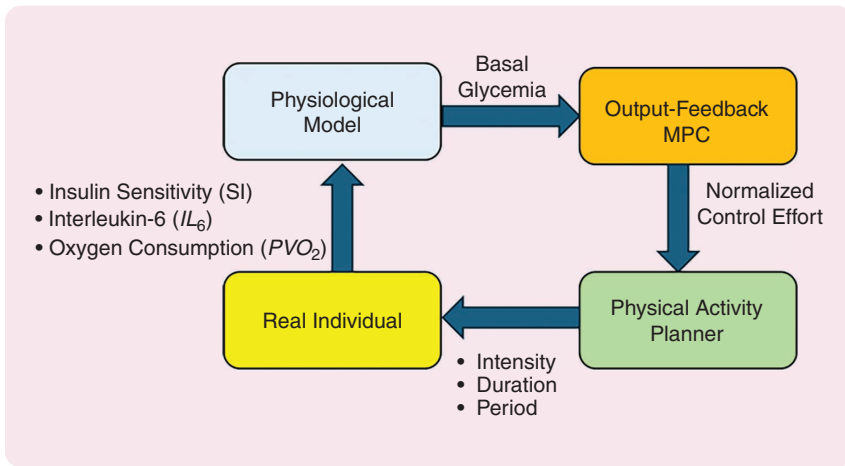 Physiological
Model
Basal
Glycemia
Output-Feedback
MPC
Normalized
Control Effort
Physical Activity
Planner
• Intensity
• Duration
• Period
Real Individual
• Insulin Sensitivity (SI)
• Interleukin-6 (IL₆)
• Oxygen Consumption (PVO₂)